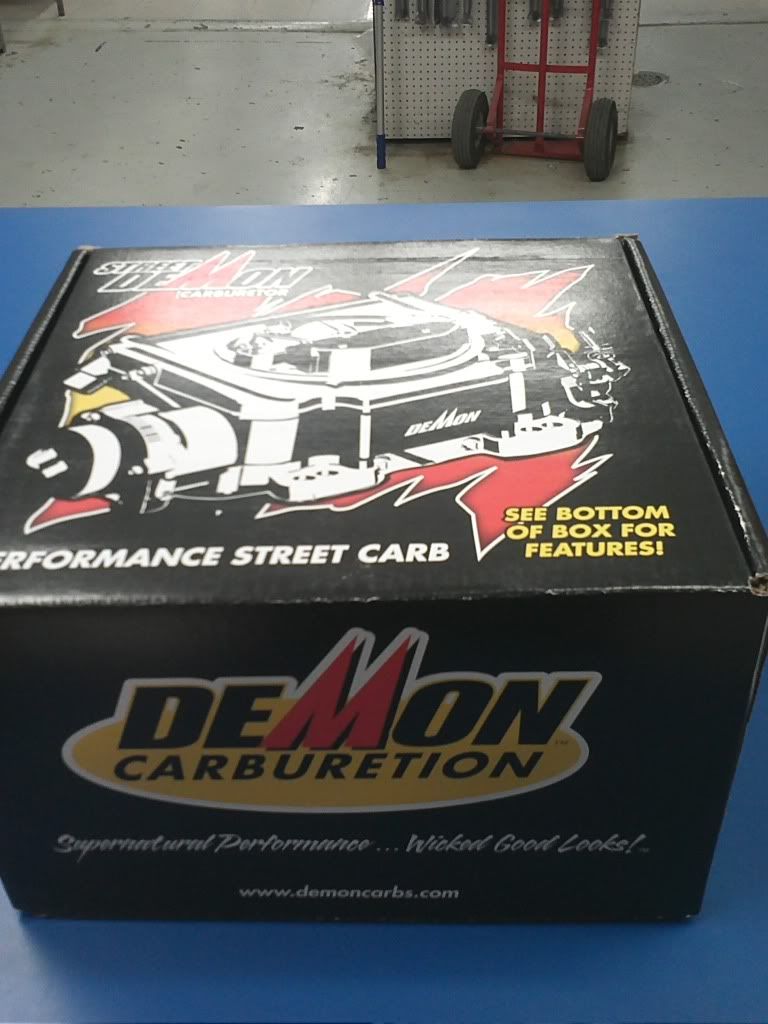 STREET
DEMON
CARBURETOR
DEMON
SEE BOTTOM
OF BOX FOR
FEATURES!
ERFORMANCE STREET CARB
DEMON
CARBURETION
Supernatural Performance... Wicked Good Looks!
www.demoncarbs.com